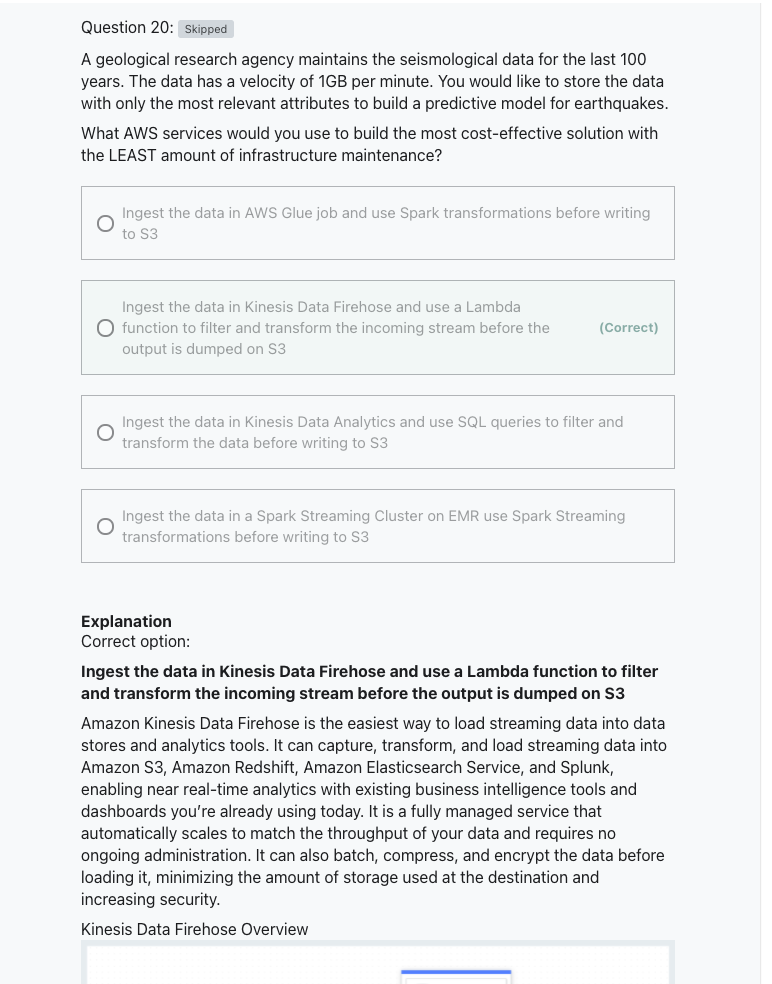 Question 20: Skipped
A geological research agency maintains the seismological data for the last 100
years. The data has a velocity of 1GB per minute. You would like to store the data
with only the most relevant attributes to build a predictive model for earthquakes.
What AWS services would you use to build the most cost-effective solution with
the LEAST amount of infrastructure maintenance?
Ingest the data in AWS Glue job and use Spark transformations before writing
to S3
Ingest the data in Kinesis Data Firehose and use a Lambda
function to filter and transform the incoming stream before the
output is dumped on S3
(Correct)
Ingest the data in Kinesis Data Analytics and use SQL queries to filter and
transform the data before writing to S3
Ingest the data in a Spark Streaming Cluster on EMR use Spark Streaming
transformations before writing to S3
Explanation
Correct option:
Ingest the data in Kinesis Data Firehose and use a Lambda function to filter
and transform the incoming stream before the output is dumped on S3
Amazon Kinesis Data Firehose is the easiest way to load streaming data into data
stores and analytics tools. It can capture, transform, and load streaming data into
Amazon S3, Amazon Redshift, Amazon Elasticsearch Service, and Splunk,
enabling near real-time analytics with existing business intelligence tools and
dashboards you’re already using today. It is a fully managed service that
automatically scales to match the throughput of your data and requires no
ongoing administration. It can also batch, compress, and encrypt the data before
loading it, minimizing the amount of storage used at the destination and
increasing security.
Kinesis Data Firehose Overview